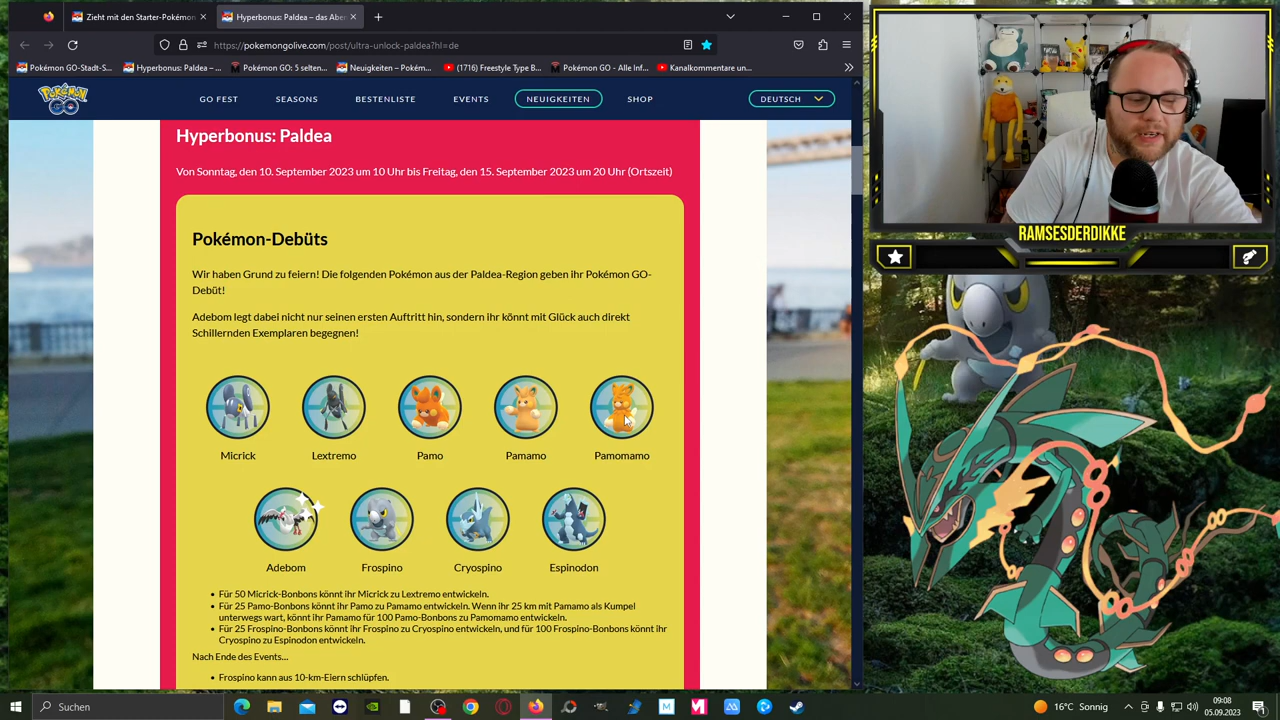 Zieht mit den Starter-Pokémon
Hyperbonus: Paldea – das Aben
https://pokemongolive.com/post/ultra-unlock-paldea?hl=de
Pokémon GO-Stadt-S...
Hyperbonus: Paldea – ...
Pokémon GO: 5 selten...
Neuigkeiten – Pokém...
(1716) Freestyle Type B...
Pokémon GO - Alle Inf...
Kanalkommentare un...
POKÉMON GO
GO FEST
SEASONS
BESTENLISTE
EVENTS
NEUIGKEITEN
SHOP
DEUTSCH
Hyperbonus: Paldea
Von Sonntag, den 10. September 2023 um 10 Uhr bis Freitag, den 15. September 2023 um 20 Uhr (Ortszeit)
Pokémon-Debüts
Wir haben Grund zu feiern! Die folgenden Pokémon aus der Paldea-Region geben ihr Pokémon GO-
Debüt!
Adebom legt dabei nicht nur seinen ersten Auftritt hin, sondern ihr könnt mit Glück auch direkt
Schillernden Exemplaren begegnen!
Micrick
Lextremo
Pamo
Pamamo
Pamomamo
Adebom
Frospino
Cryospino
Espinodon
• Für 50 Micrick-Bonbons könnt ihr Micrick zu Lextremo entwickeln.
• Für 25 Pamo-Bonbons könnt ihr Pamo zu Pamamo entwickeln. Wenn ihr 25 km mit Pamamo als Kumpel
unterwegs wart, könnt ihr Pamamo für 100 Pamo-Bonbons zu Pamomamo entwickeln.
• Für 25 Frospino-Bonbons könnt ihr Frospino zu Cryospino entwickeln, und für 100 Frospino-Bonbons könnt ihr
Cryospino zu Espinodon entwickeln.
Nach Ende des Events...
• Frospino kann aus 10-km-Eiern schlüpfen.
RAMSESDERDIKKE
Suchen
16°C Sonnig
09:08
05.09.2023